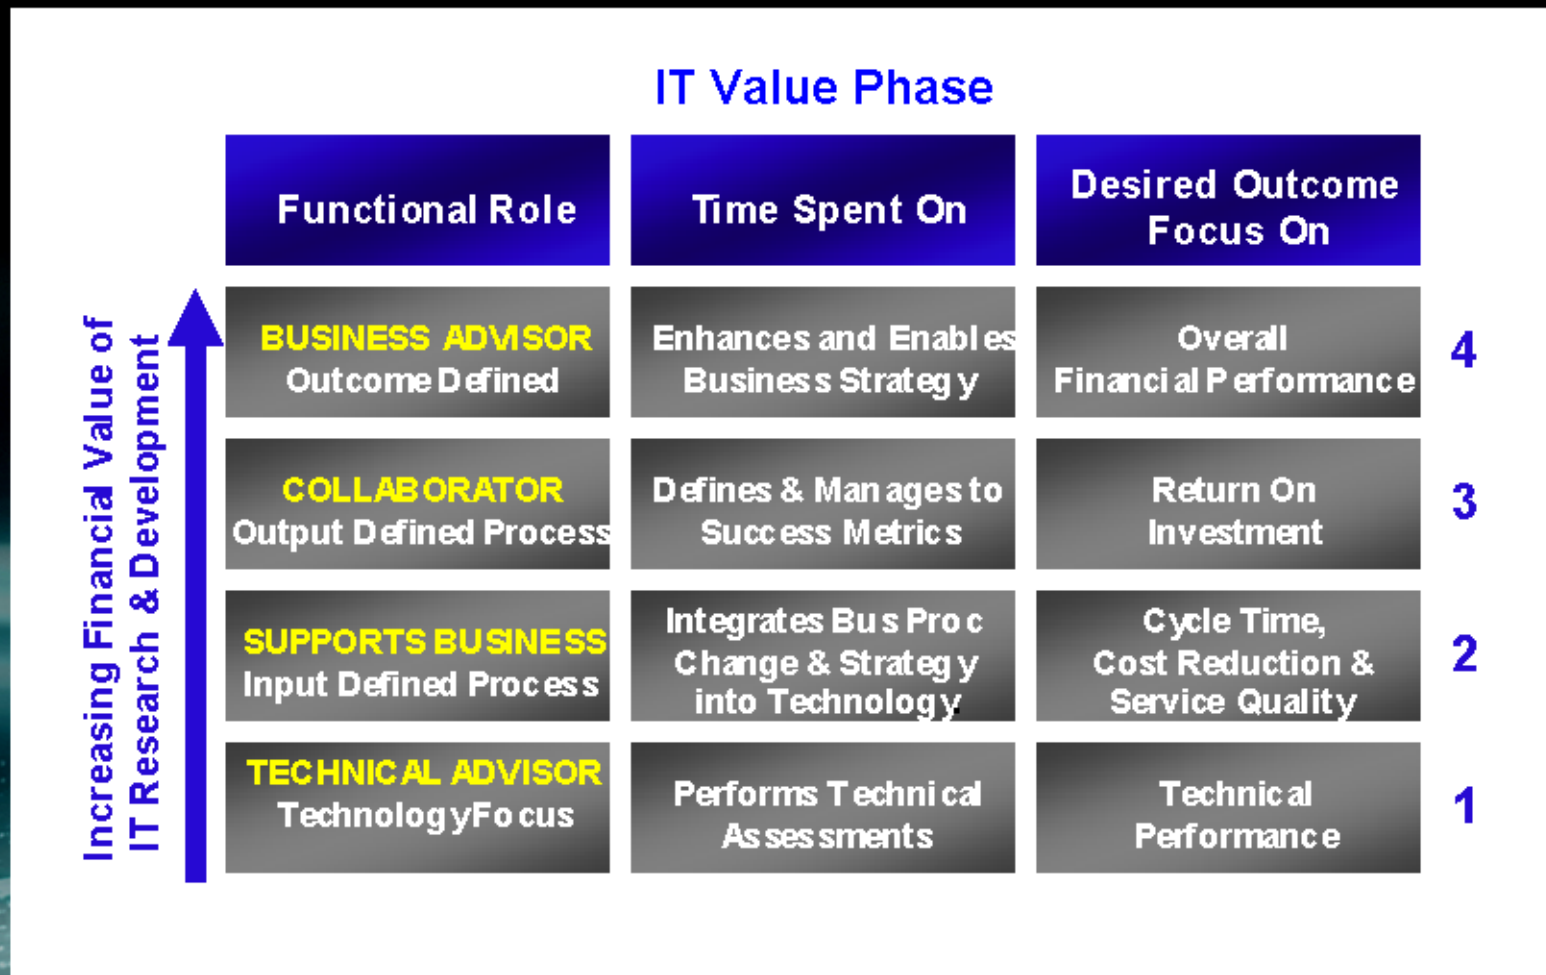 IT Value Phase
Functional Role
Time Spent On
Desired Outcome
Focus On
Increasing Financial Value of
IT Research & Development
BUSINESS ADVISOR
Outcome Defined
Enhances and Enables
Business Strategy
Overall
Financial Performance
4
COLLABORATOR
Output Defined Process
Defines & Manages to
Success Metrics
Return On
Investment
3
SUPPORTS BUSINESS
Input Defined Process
Integrates Bus Proc
Change & Strategy
into Technology.
Cycle Time,
Cost Reduction &
Service Quality
2
TECHNICAL ADVISOR
Technology Focus
Performs Technical
Assessments
Technical
Performance
1